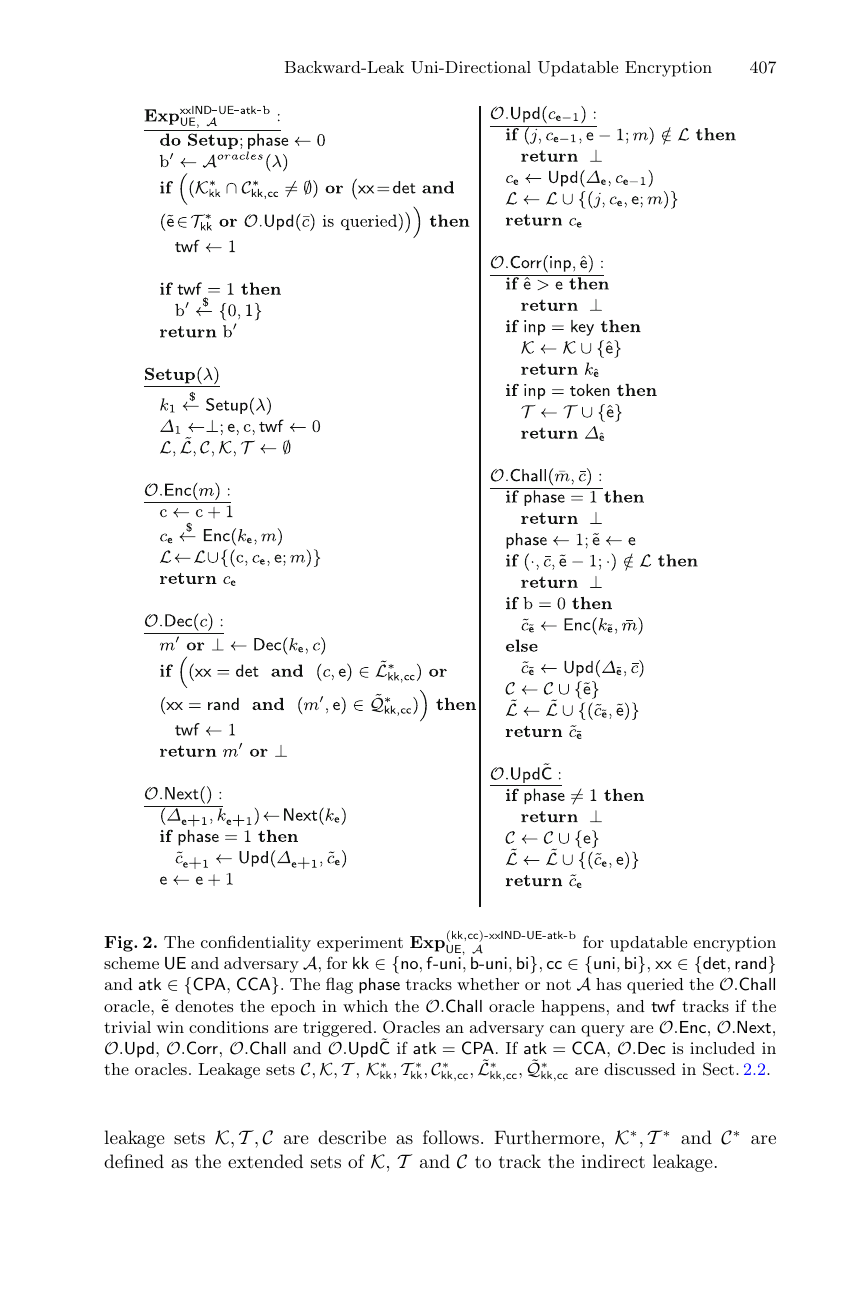 Backward-Leak Uni-Directional Updatable Encryption 407
Exp^{xxIND-UE-atk-b}_{UE, 𝒜} :
do Setup; phase ← 0
b′ ← 𝒜^{oracles}(λ)
if ((𝒦*_{kk} ∩ 𝒞*_{kk,cc} ≠ ∅) or (xx=det and
(ẽ ∈ 𝒯*_{kk} or 𝒪.Upd(c̄) is queried))) then
twf ← 1
if twf = 1 then
b′ ←$ {0, 1}
return b′
Setup(λ)
k₁ ←$ Setup(λ)
Δ₁ ←⊥; e, c, twf ← 0
ℒ, ℒ̃, 𝒞, 𝒦, 𝒯 ← ∅
𝒪.Enc(m) :
c ← c + 1
c_e ←$ Enc(k_e, m)
ℒ←ℒ∪{(c, c_e, e; m)}
return c_e
𝒪.Dec(c) :
m′ or ⊥ ← Dec(k_e, c)
if ((xx = det and (c, e) ∈ ℒ̃*_{kk,cc}) or
(xx = rand and (m′, e) ∈ 𝒬̃*_{kk,cc})) then
twf ← 1
return m′ or ⊥
𝒪.Next() :
(Δ_{e+1}, k_{e+1})←Next(k_e)
if phase = 1 then
c̃_{e+1} ← Upd(Δ_{e+1}, c̃_e)
e ← e + 1
𝒪.Upd(c_{e−1}) :
if (j, c_{e−1}, e − 1; m) ∉ ℒ then
return ⊥
c_e ← Upd(Δ_e, c_{e−1})
ℒ ← ℒ ∪ {(j, c_e, e; m)}
return c_e
𝒪.Corr(inp, ê) :
if ê > e then
return ⊥
if inp = key then
𝒦 ← 𝒦 ∪ {ê}
return k_ê
if inp = token then
𝒯 ← 𝒯 ∪ {ê}
return Δ_ê
𝒪.Chall(m̄, c̄) :
if phase = 1 then
return ⊥
phase ← 1; ẽ ← e
if (·, c̄, ẽ − 1; ·) ∉ ℒ then
return ⊥
if b = 0 then
c̃_ẽ ← Enc(k_ẽ, m̄)
else
c̃_ẽ ← Upd(Δ_ẽ, c̄)
𝒞 ← 𝒞 ∪ {ẽ}
ℒ̃ ← ℒ̃ ∪ {(c̃_ẽ, ẽ)}
return c̃_ẽ
𝒪.UpdC̃ :
if phase ≠ 1 then
return ⊥
𝒞 ← 𝒞 ∪ {e}
ℒ̃ ← ℒ̃ ∪ {(c̃_e, e)}
return c̃_e
Fig. 2. The confidentiality experiment Exp^{(kk,cc)-xxIND-UE-atk-b}_{UE, 𝒜} for updatable encryption
scheme UE and adversary 𝒜, for kk ∈ {no, f-uni, b-uni, bi}, cc ∈ {uni, bi}, xx ∈ {det, rand}
and atk ∈ {CPA, CCA}. The flag phase tracks whether or not 𝒜 has queried the 𝒪.Chall
oracle, ẽ denotes the epoch in which the 𝒪.Chall oracle happens, and twf tracks if the
trivial win conditions are triggered. Oracles an adversary can query are 𝒪.Enc, 𝒪.Next,
𝒪.Upd, 𝒪.Corr, 𝒪.Chall and 𝒪.UpdC̃ if atk = CPA. If atk = CCA, 𝒪.Dec is included in
the oracles. Leakage sets 𝒞, 𝒦, 𝒯, 𝒦*_{kk}, 𝒯*_{kk}, 𝒞*_{kk,cc}, ℒ̃*_{kk,cc}, 𝒬̃*_{kk,cc} are discussed in Sect. 2.2.
leakage sets 𝒦, 𝒯, 𝒞 are describe as follows. Furthermore, 𝒦*, 𝒯* and 𝒞* are
defined as the extended sets of 𝒦, 𝒯 and 𝒞 to track the indirect leakage.